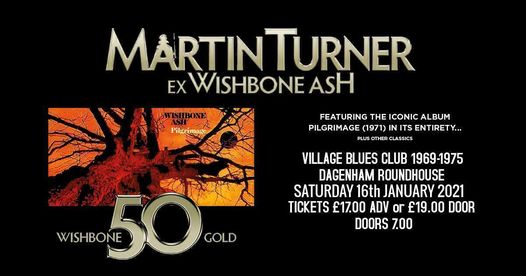 MARTIN TURNER
EX WISHBONE ASH
WISHBONE
ASH
Pilgrimage
WISHBONE 50 GOLD
FEATURING THE ICONIC ALBUM
PILGRIMAGE (1971) IN ITS ENTIRETY...
PLUS OTHER CLASSICS
VILLAGE BLUES CLUB 1969-1975
DAGENHAM ROUNDHOUSE
SATURDAY 16th JANUARY 2021
TICKETS £17.00 ADV or £19.00 DOOR
DOORS 7.00